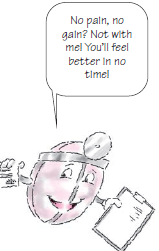 No pain, no
gain? Not with
me! You'll feel
better in no
time!